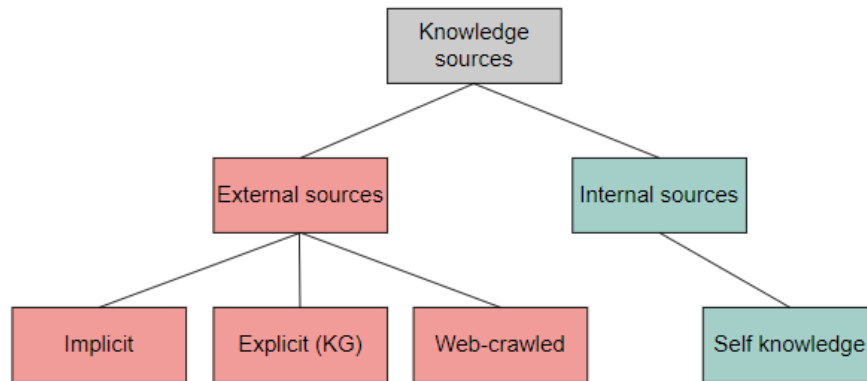 Knowledge
sources
External sources
Internal sources
Implicit
Explicit (KG)
Web-crawled
Self knowledge